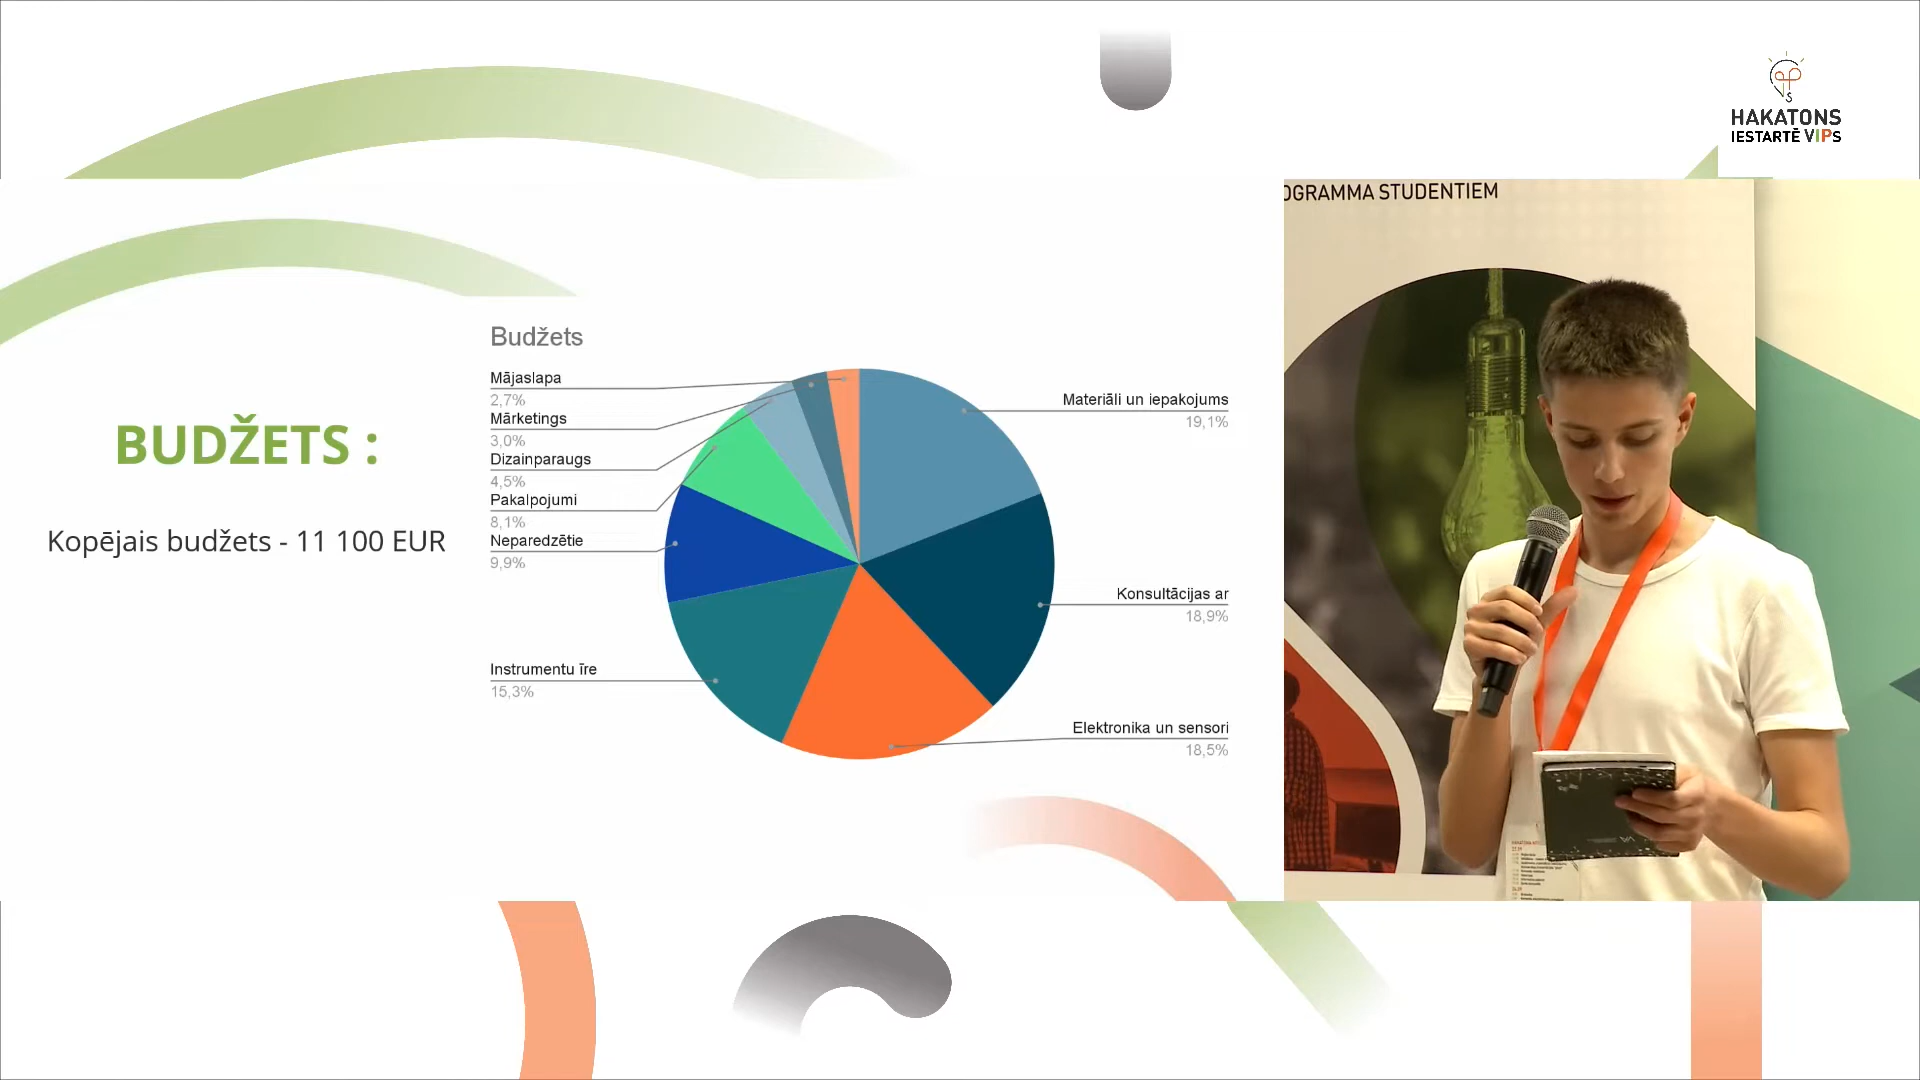 HAKATONS
IESTARTĒ VIPS
OGRAMMA STUDENTIEM
BUDŽETS :
Kopējais budžets - 11 100 EUR
Budžets
Mājaslapa
2,7%
Mārketings
3,0%
Dizainparaugs
4,5%
Pakalpojumi
8,1%
Neparedzētie
9,9%
Instrumentu īre
15,3%
Materiāli un iepakojums
19,1%
Konsultācijas ar
18,9%
Elektronika un sensori
18,5%